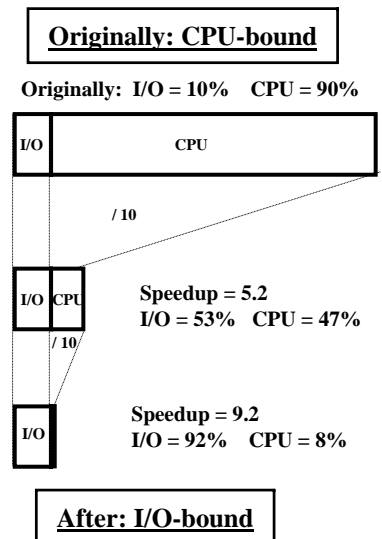 Originally: CPU-bound
Originally: I/O = 10% CPU = 90%
I/O CPU
/ 10
I/O CPU
Speedup = 5.2
I/O = 53% CPU = 47%
/ 10
I/O
Speedup = 9.2
I/O = 92% CPU = 8%
After: I/O-bound